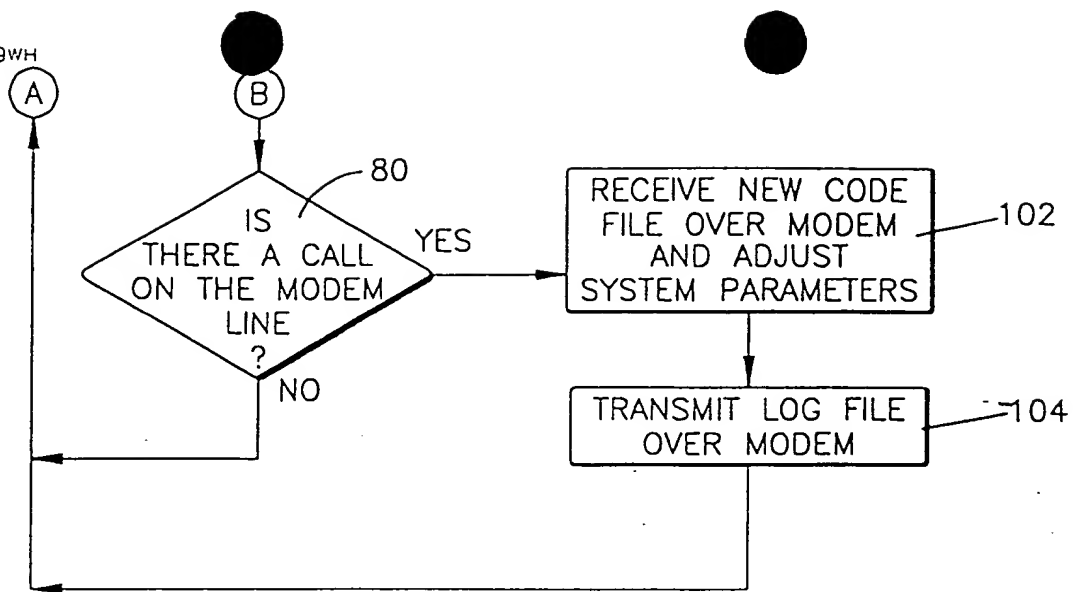 9WH
A
B
80
IS
THERE A CALL
ON THE MODEM
LINE
?
YES
NO
RECEIVE NEW CODE
FILE OVER MODEM
AND ADJUST
SYSTEM PARAMETERS
102
TRANSMIT LOG FILE
OVER MODEM
104